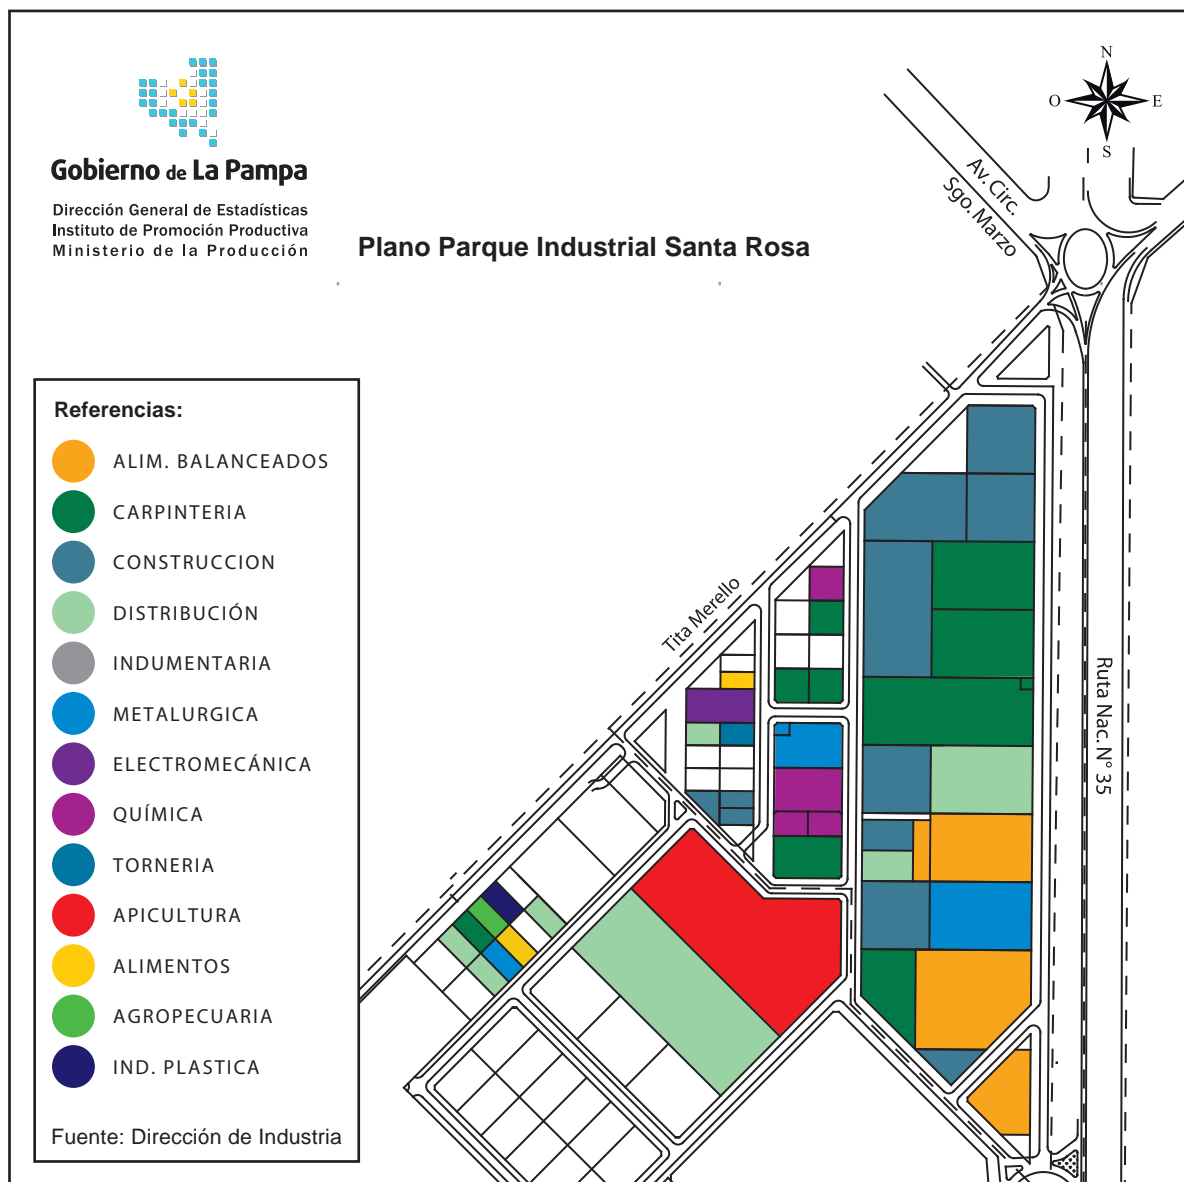 Gobierno de La Pampa
Dirección General de Estadísticas
Instituto de Promoción Productiva
Ministerio de la Producción
Plano Parque Industrial Santa Rosa
N
O
E
S
Av. Circ.
Sgo. Marzo
Tita Merello
Ruta Nac. N° 35
Referencias:
ALIM. BALANCEADOS
CARPINTERIA
CONSTRUCCION
DISTRIBUCIÓN
INDUMENTARIA
METALURGICA
ELECTROMECÁNICA
QUÍMICA
TORNERIA
APICULTURA
ALIMENTOS
AGROPECUARIA
IND. PLASTICA
Fuente: Dirección de Industria